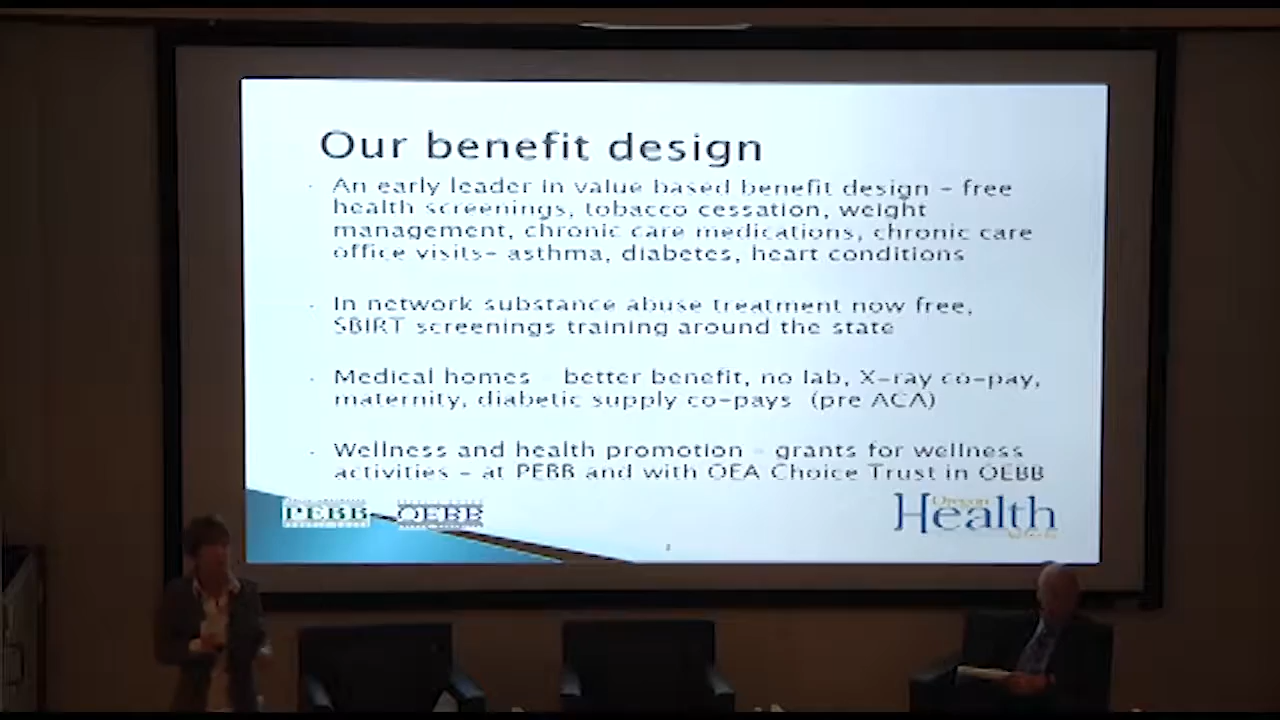 Our benefit design
An early leader in value based benefit design – free
health screenings, tobacco cessation, weight
management, chronic care medications, chronic care
office visits– asthma, diabetes, heart conditions
In network substance abuse treatment now free,
SBIRT screenings training around the state
Medical homes – better benefit, no lab, X-ray co-pay,
maternity, diabetic supply co-pays (pre ACA)
Wellness and health promotion – grants for wellness
activities – at PEBB and with OEA Choice Trust in OEBB
PEBB OEBB
Oregon
Health